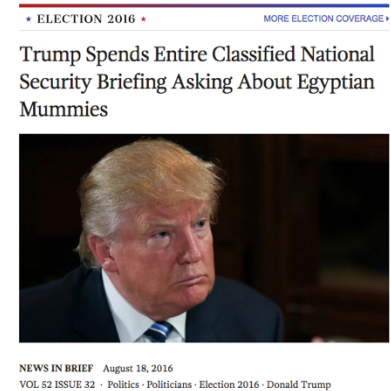 ★ ELECTION 2016 ★ MORE ELECTION COVERAGE ▸
Trump Spends Entire Classified National
Security Briefing Asking About Egyptian
Mummies
NEWS IN BRIEF August 18, 2016
VOL 52 ISSUE 32 · Politics · Politicians · Election 2016 · Donald Trump